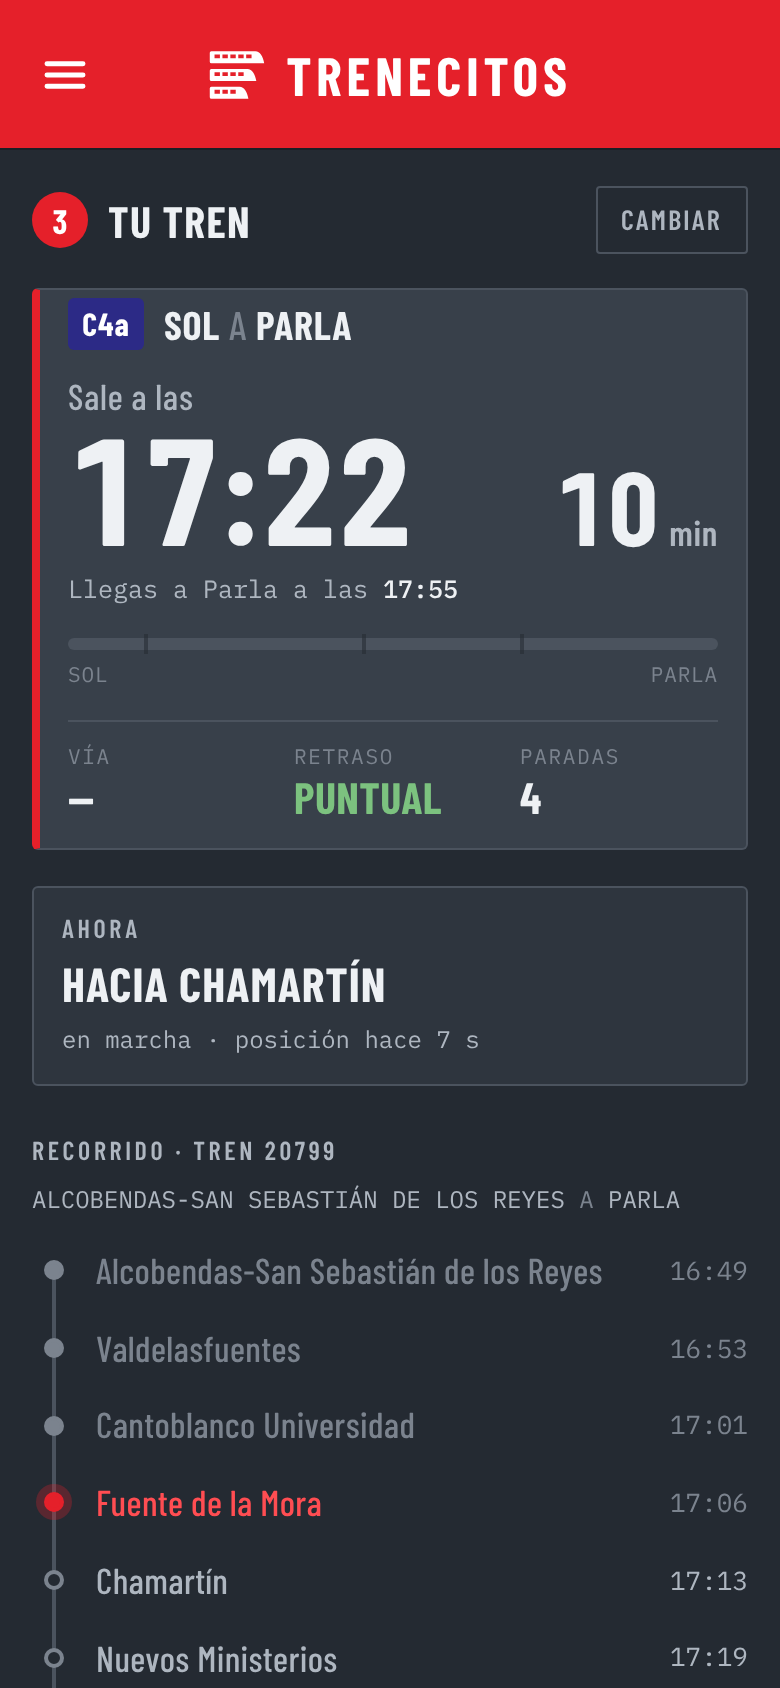 TRENECITOS
3 TU TREN CAMBIAR
C4a SOL A PARLA
Sale a las
17:22 10 min
Llegas a Parla a las 17:55
SOL PARLA
VÍA RETRASO PARADAS
– PUNTUAL 4
AHORA
HACIA CHAMARTÍN
en marcha · posición hace 7 s
RECORRIDO · TREN 20799
ALCOBENDAS-SAN SEBASTIÁN DE LOS REYES A PARLA
Alcobendas-San Sebastián de los Reyes 16:49
Valdelasfuentes 16:53
Cantoblanco Universidad 17:01
Fuente de la Mora 17:06
Chamartín 17:13
Nuevos Ministerios 17:19